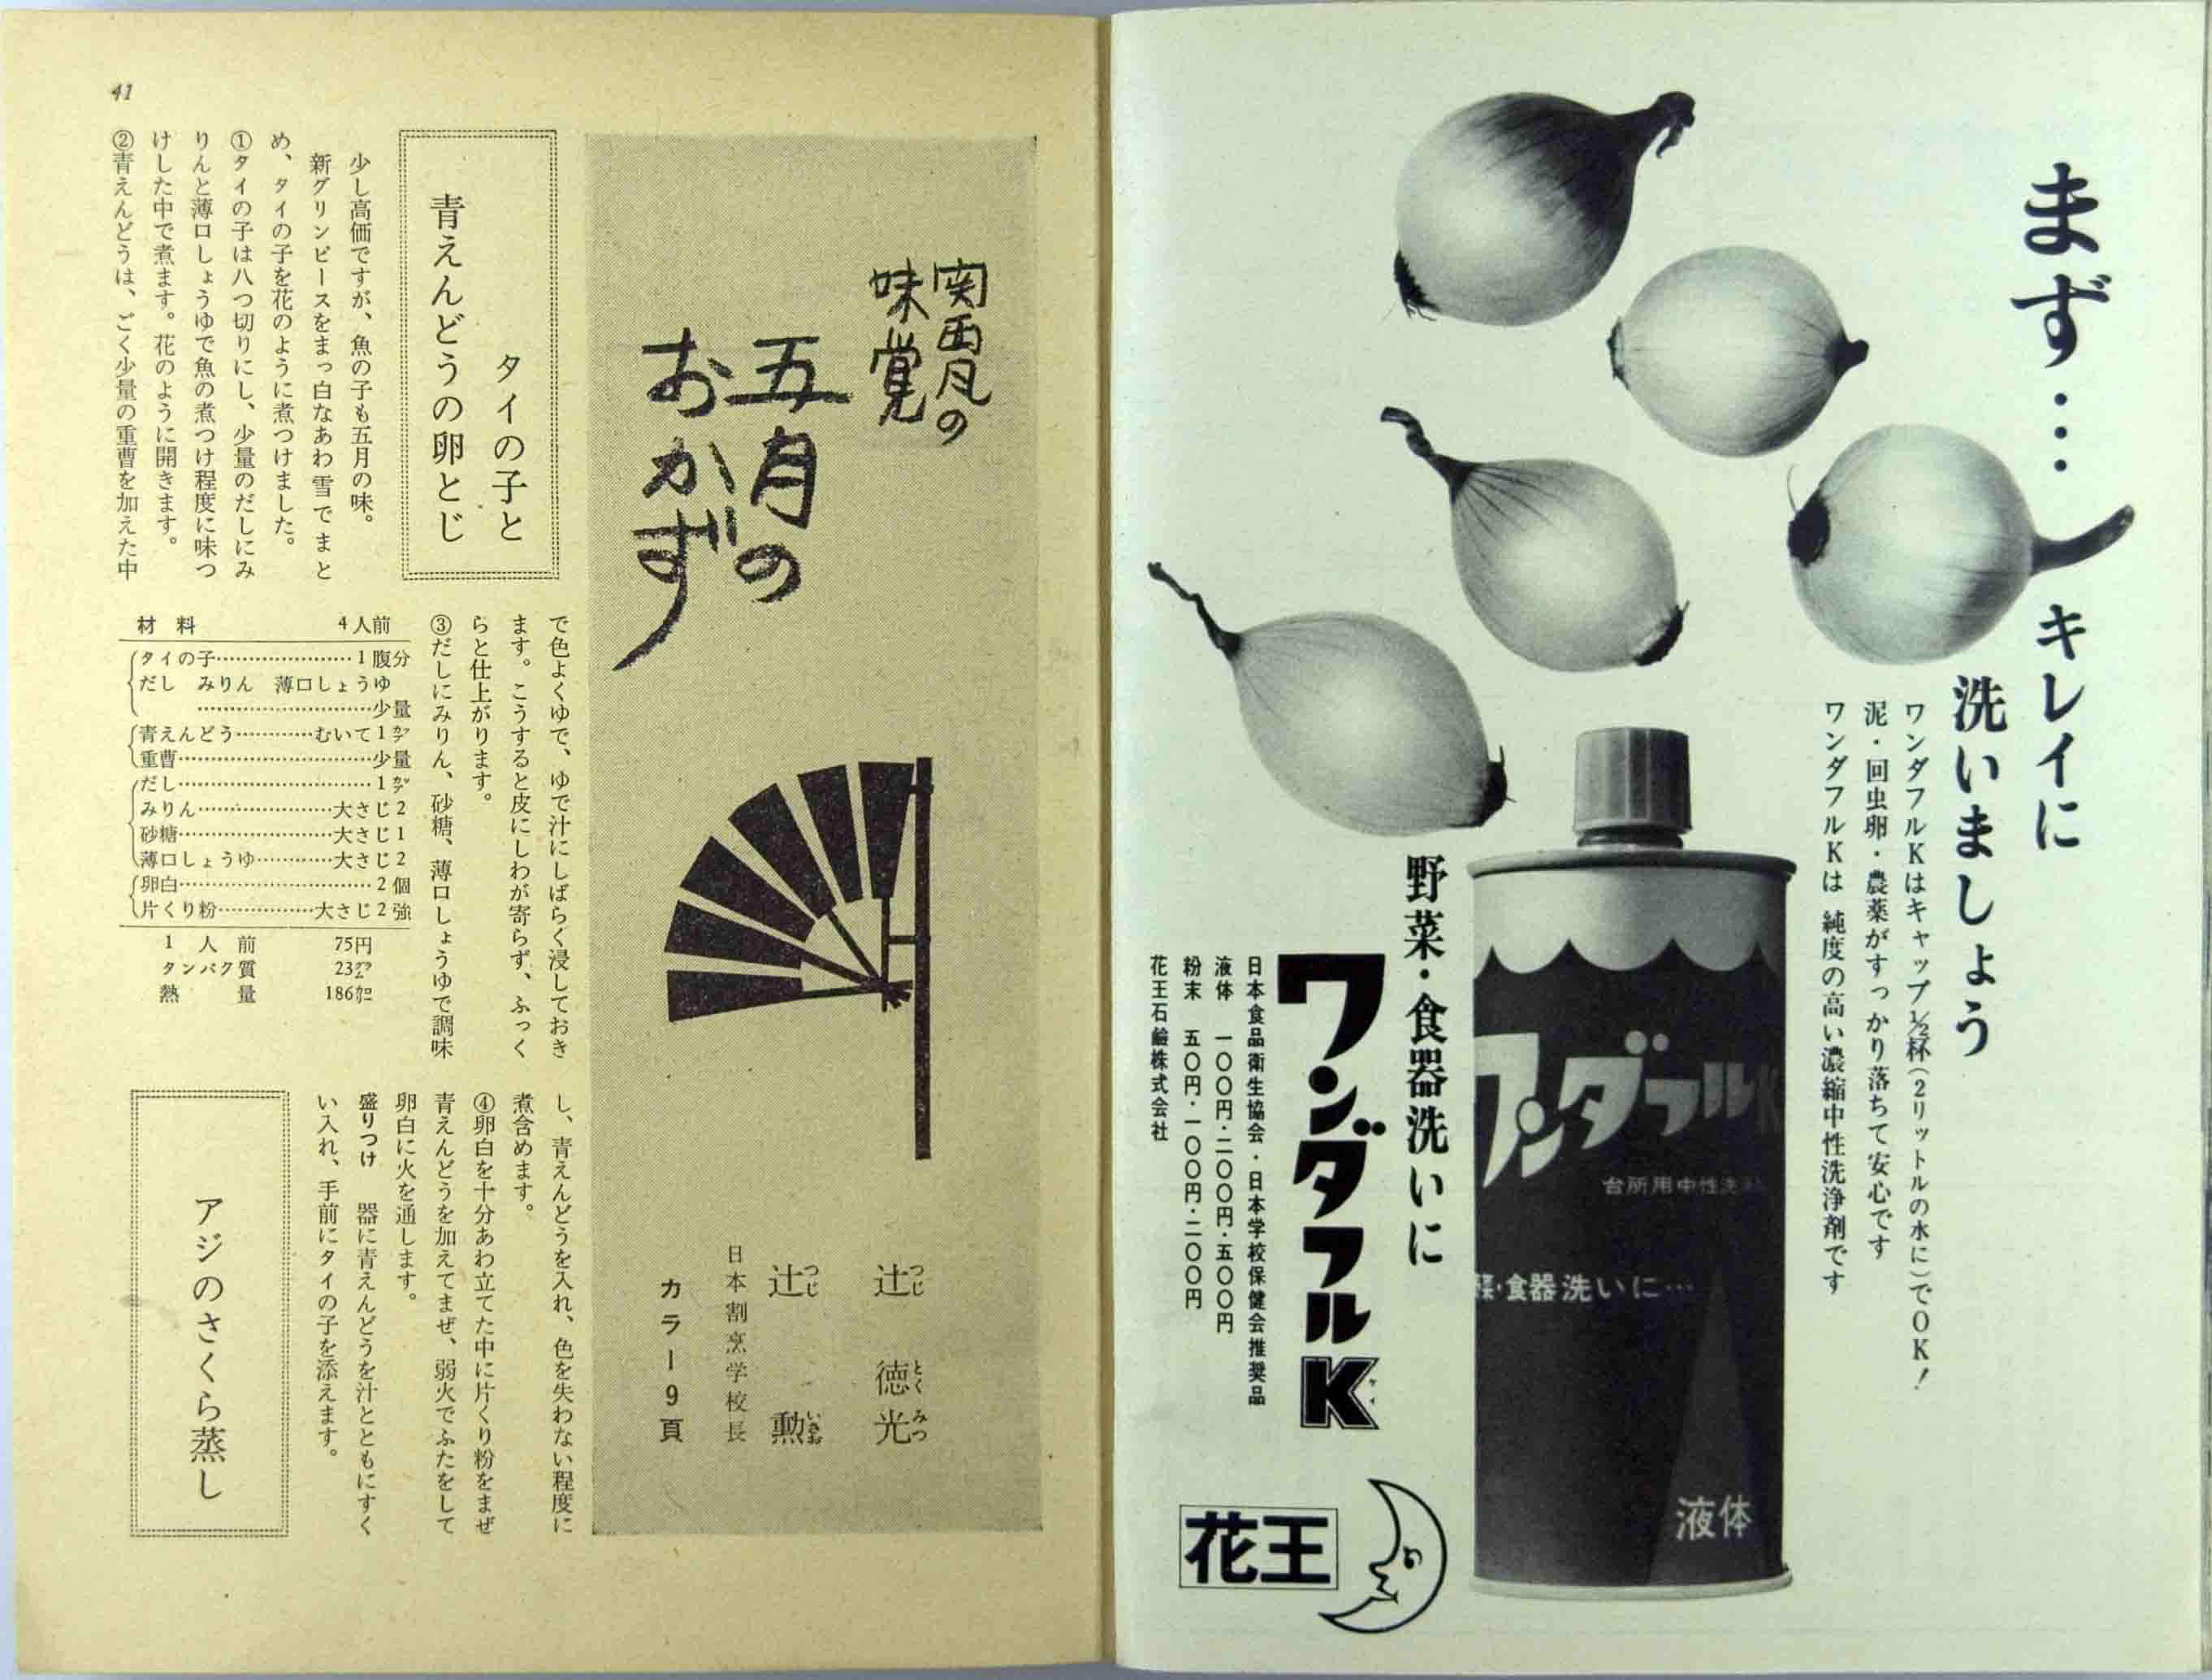 まず…
キレイに
洗いましょう
ワンダフルKはキャップ½杯(2リットルの水に)でOK!
泥・回虫卵・農薬がすっかり落ちて安心です
ワンダフルKは 純度の高い濃縮中性洗浄剤です
ワンダフルK
台所用中性洗
菜・食器洗いに…
液体
野菜・食器洗いに
ワンダフルK
ケイ
日本食品衛生協会・日本学校保健会推奨品
液体 一〇〇円・二〇〇円・五〇〇円
粉末 五〇円・一〇〇円・二〇〇円
花王石鹼株式会社
花王
関西風の
味覚
五月の
おかず
辻 徳光
つじ とくみつ
辻 勲
つじ いさお
日本割烹学校長
カラー9頁
タイの子と
青えんどうの卵とじ
少し高価ですが、魚の子も五月の味。
新グリンピースをまっ白なあわ雪でまと
め、タイの子を花のように煮つけました。
①タイの子は八つ切りにし、少量のだしにみ
りんと薄口しょうゆで魚の煮つけ程度に味つ
けした中で煮ます。花のように開きます。
②青えんどうは、ごく少量の重曹を加えた中
で色よくゆで、ゆで汁にしばらく浸しておき
ます。こうすると皮にしわが寄らず、ふっく
らと仕上がります。
③だしにみりん、砂糖、薄口しょうゆで調味
し、青えんどうを入れ、色を失わない程度に
煮含めます。
④卵白を十分あわ立てた中に片くり粉をまぜ
青えんどうを加えてまぜ、弱火でふたをして
卵白に火を通します。
盛りつけ 器に青えんどうを汁とともにすく
い入れ、手前にタイの子を添えます。
材料 4人前
タイの子…………………1腹分
だし みりん 薄口しょうゆ
……………………少量
青えんどう…………むいて1カップ
重曹………………………少量
だし………………………1カップ
みりん…………………大さじ2
砂糖……………………大さじ1
薄口しょうゆ…………大さじ2
卵白………………………2個
片くり粉……………大さじ2強
1人前 75円
タンパク質 23グラム
熱量 186カロリー
アジのさくら蒸し
41